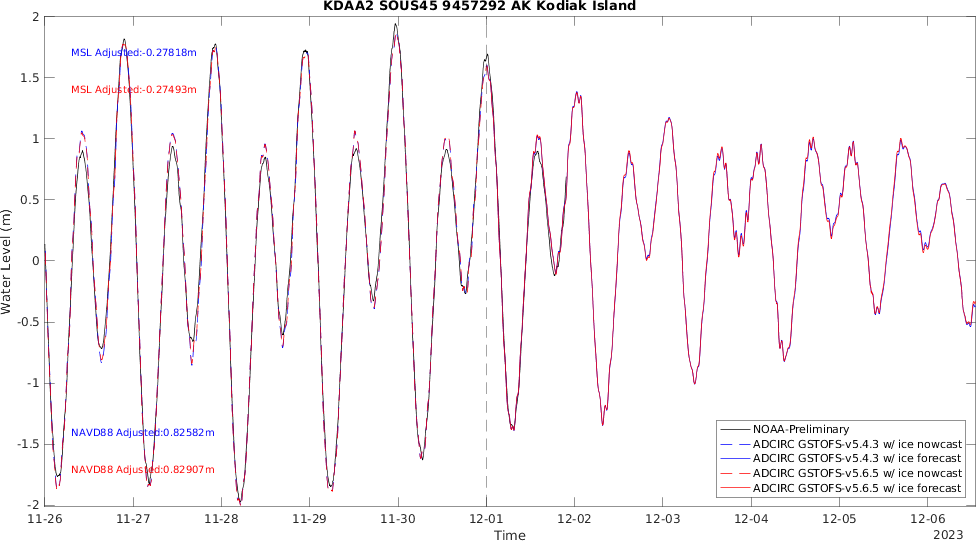 KDAA2 SOUS45 9457292 AK Kodiak Island
2
1.5
1
0.5
0
-0.5
-1
-1.5
-2
Water Level (m)
MSL Adjusted:-0.27818m
MSL Adjusted:-0.27493m
NAVD88 Adjusted:0.82582m
NAVD88 Adjusted:0.82907m
NOAA-Preliminary
ADCIRC GSTOFS-v5.4.3 w/ ice nowcast
ADCIRC GSTOFS-v5.4.3 w/ ice forecast
ADCIRC GSTOFS-v5.6.5 w/ ice nowcast
ADCIRC GSTOFS-v5.6.5 w/ ice forecast
11-26 11-27 11-28 11-29 11-30 12-01 12-02 12-03 12-04 12-05 12-06
Time
2023